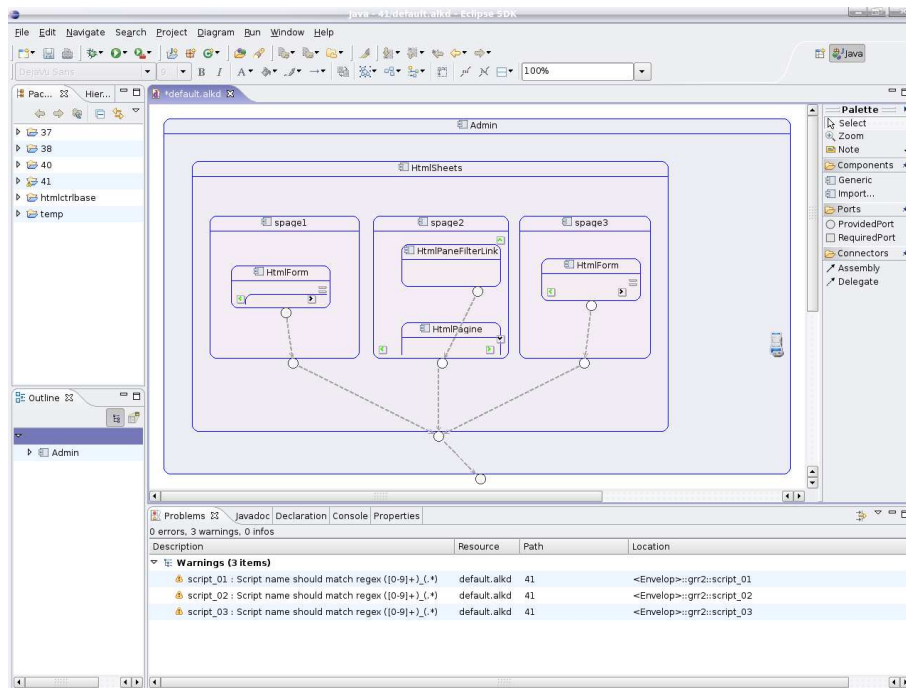 Java - 41/default.alkd - Eclipse SDK
File Edit Navigate Search Project Diagram Run Window Help
Java
DejaVu Sans 9 B I A 100%
Pac... Hier...
*default.alkd
37
38
40
41
htmlctrlbase
temp
Admin
HtmlSheets
spage1 spage2 spage3
HtmlPaneFilterLink
HtmlForm HtmlForm
HtmlPagine
Palette
Select
Zoom
Note
Components
Generic
Import...
Ports
ProvidedPort
RequiredPort
Connectors
Assembly
Delegate
Outline
Admin
Problems Javadoc Declaration Console Properties
0 errors, 3 warnings, 0 infos
Description Resource Path Location
Warnings (3 items)
script_01 : Script name should match regex ([0-9]+)_(.*) default.alkd 41 <Envelop>::grr2::script_01
script_02 : Script name should match regex ([0-9]+)_(.*) default.alkd 41 <Envelop>::grr2::script_02
script_03 : Script name should match regex ([0-9]+)_(.*) default.alkd 41 <Envelop>::grr2::script_03